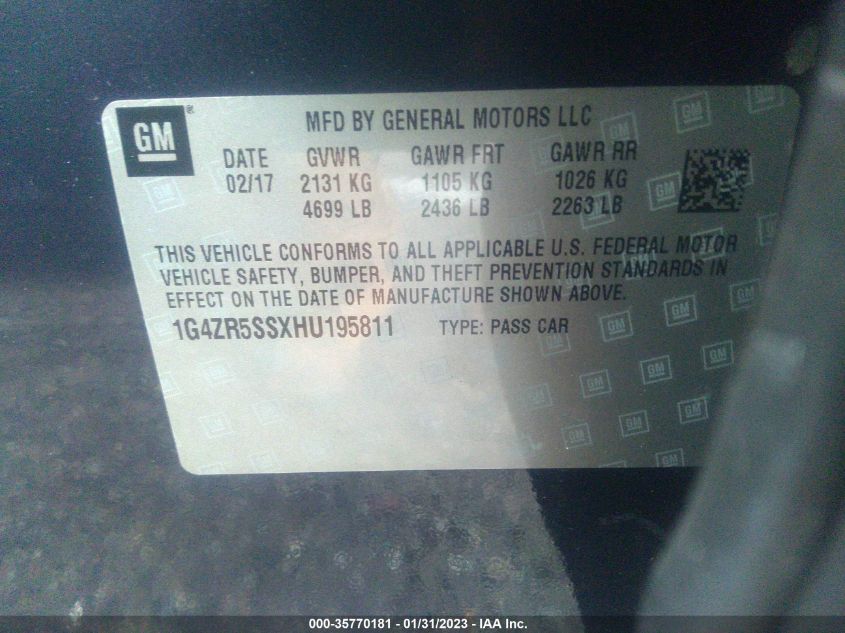 GM ®
MFD BY GENERAL MOTORS LLC
DATE GVWR GAWR FRT GAWR RR
02/17 2131 KG 1105 KG 1026 KG
4699 LB 2436 LB 2263 LB
THIS VEHICLE CONFORMS TO ALL APPLICABLE U.S. FEDERAL MOTOR
VEHICLE SAFETY, BUMPER, AND THEFT PREVENTION STANDARDS IN
EFFECT ON THE DATE OF MANUFACTURE SHOWN ABOVE.
1G4ZR5SSXHU195811 TYPE: PASS CAR
000-35770181 - 01/31/2023 - IAA Inc.